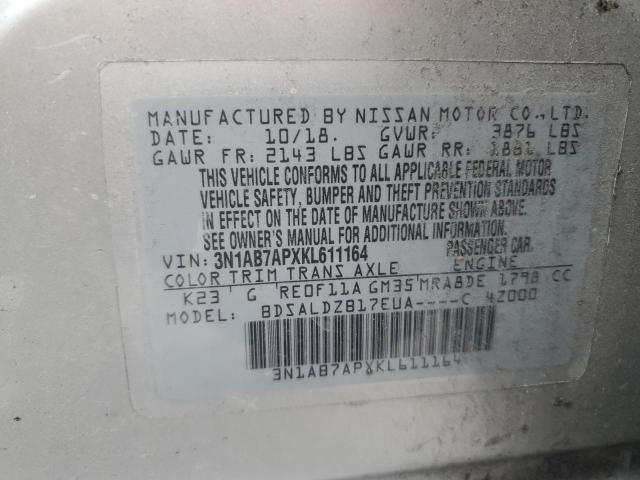 MANUFACTURED BY NISSAN MOTOR CO.,LTD.
DATE: 10/18. GVWR: 3876 LBS
GAWR FR: 2143 LBS GAWR RR: 1881 LBS
THIS VEHICLE CONFORMS TO ALL APPLICABLE FEDERAL MOTOR
VEHICLE SAFETY, BUMPER AND THEFT PREVENTION STANDARDS
IN EFFECT ON THE DATE OF MANUFACTURE SHOWN ABOVE.
SEE OWNER'S MANUAL FOR ADDITIONAL INFORMATION.
VIN: 3N1AB7APXKL611164 PASSENGER CAR.
COLOR TRIM TRANS AXLE ENGINE
K23 G RE0F11A GM35 MRA8DE 1798 CC
MODEL: BDSALDZB17EUA----C 4Z000
3N1AB7APXKL611164